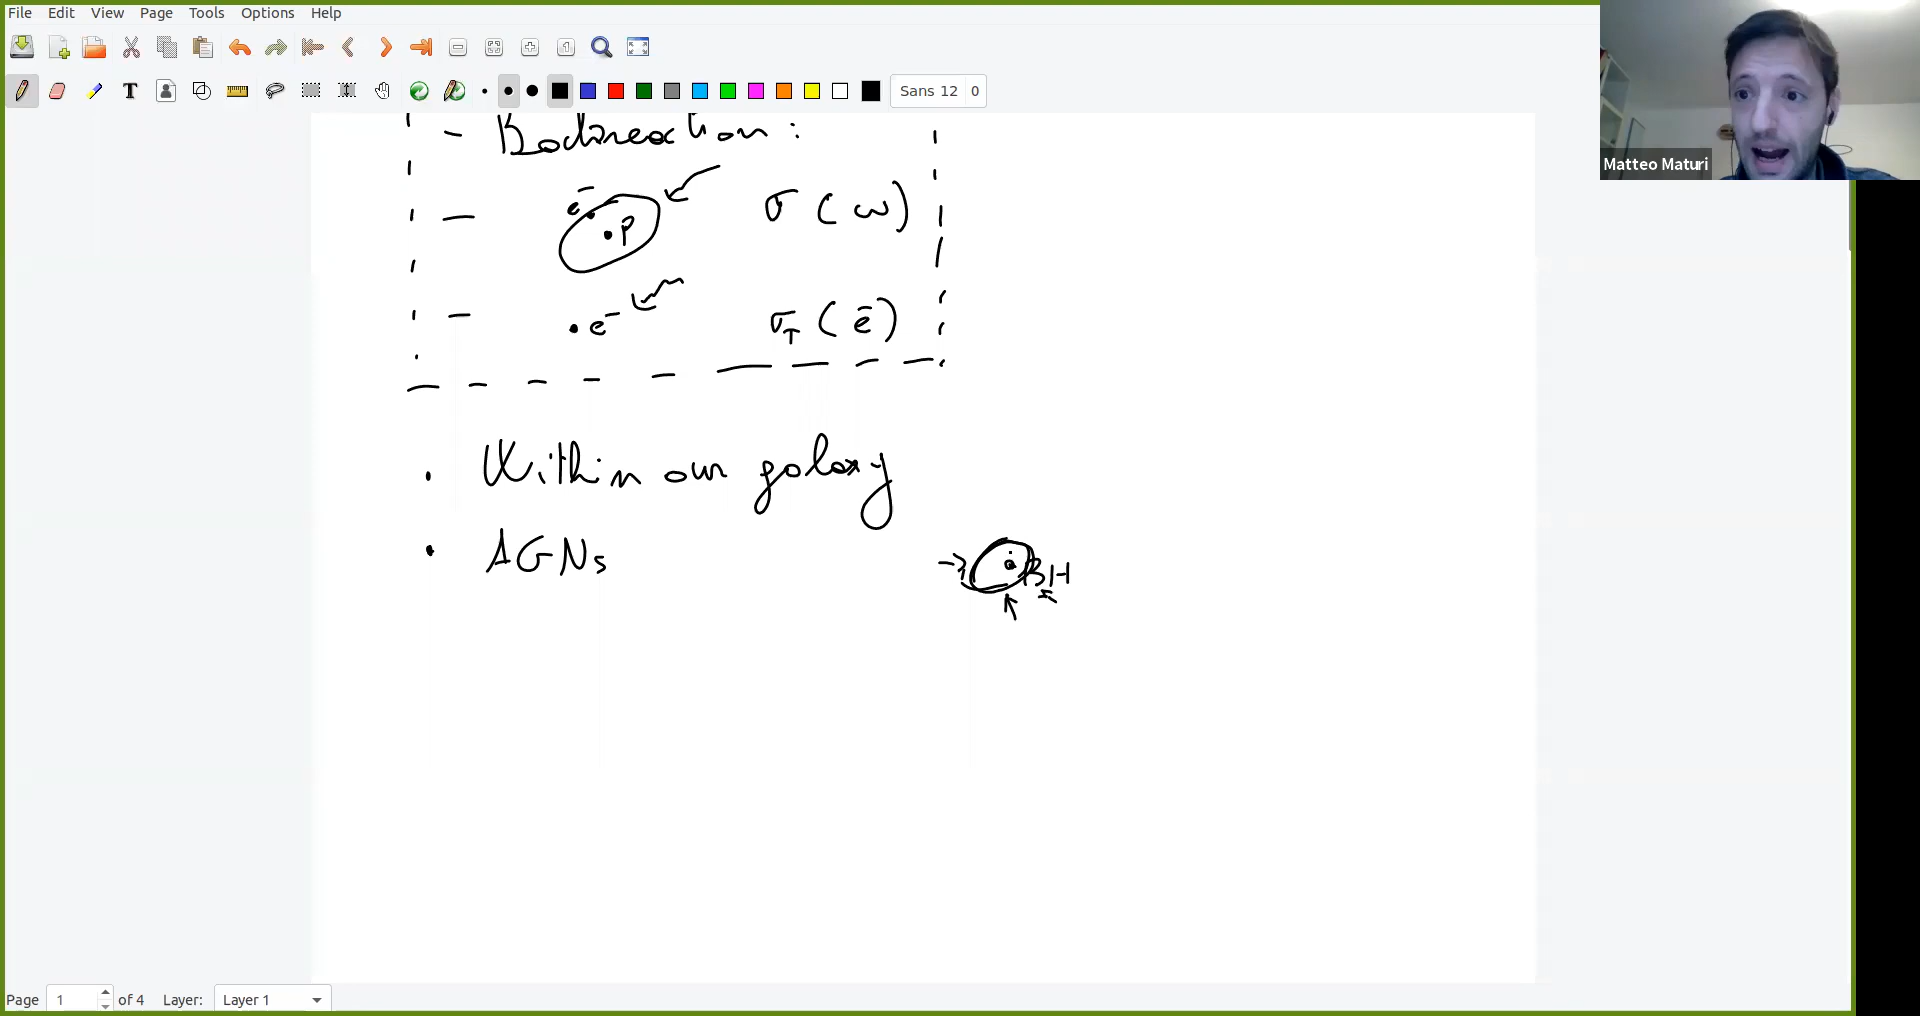 File Edit View Page Tools Options Help
Sans 12 0
Matteo Maturi
- Backreaction :
- e⁻ p σ ( ω )
- e⁻ σT ( e⁻ )
• Within our galaxy
• AGNs
BH
Page 1 of 4 Layer: Layer 1